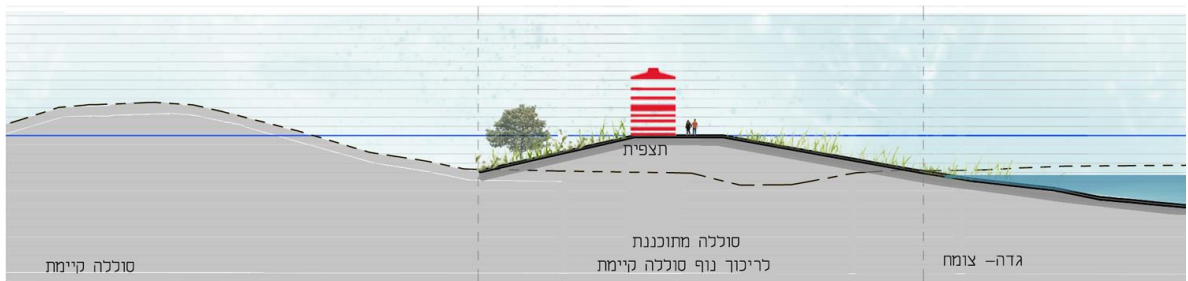 תצפית
סוללה מתוכננת
לריכוך נוף סוללה קיימת
גדה- צומח
סוללה קיימת